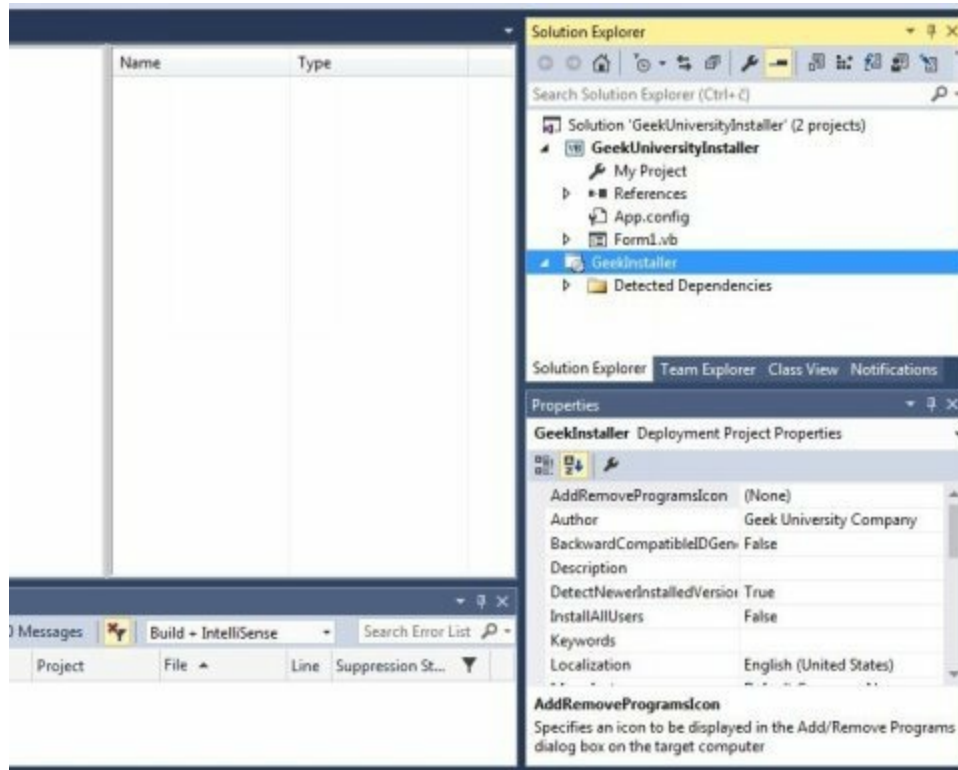 Name Type
Solution Explorer
Search Solution Explorer (Ctrl+č)
Solution 'GeekUniversityInstaller' (2 projects)
GeekUniversityInstaller
My Project
References
App.config
Form1.vb
GeekInstaller
Detected Dependencies
Solution Explorer Team Explorer Class View Notifications
Properties
GeekInstaller Deployment Project Properties
AddRemoveProgramsIcon (None)
Author Geek University Company
BackwardCompatibleIDGen False
Description
DetectNewerInstalledVersion True
InstallAllUsers False
Keywords
Localization English (United States)
AddRemoveProgramsIcon
Specifies an icon to be displayed in the Add/Remove Programs
dialog box on the target computer
Messages Build + IntelliSense Search Error List
Project File Line Suppression St...